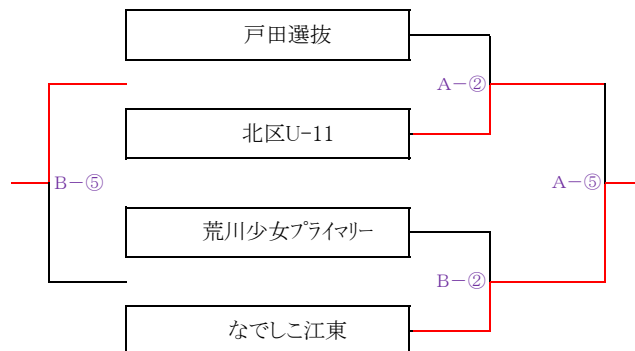 戸田選抜
A-②
北区U-11
B-⑤
A-⑤
荒川少女プライマリー
B-②
なでしこ江東